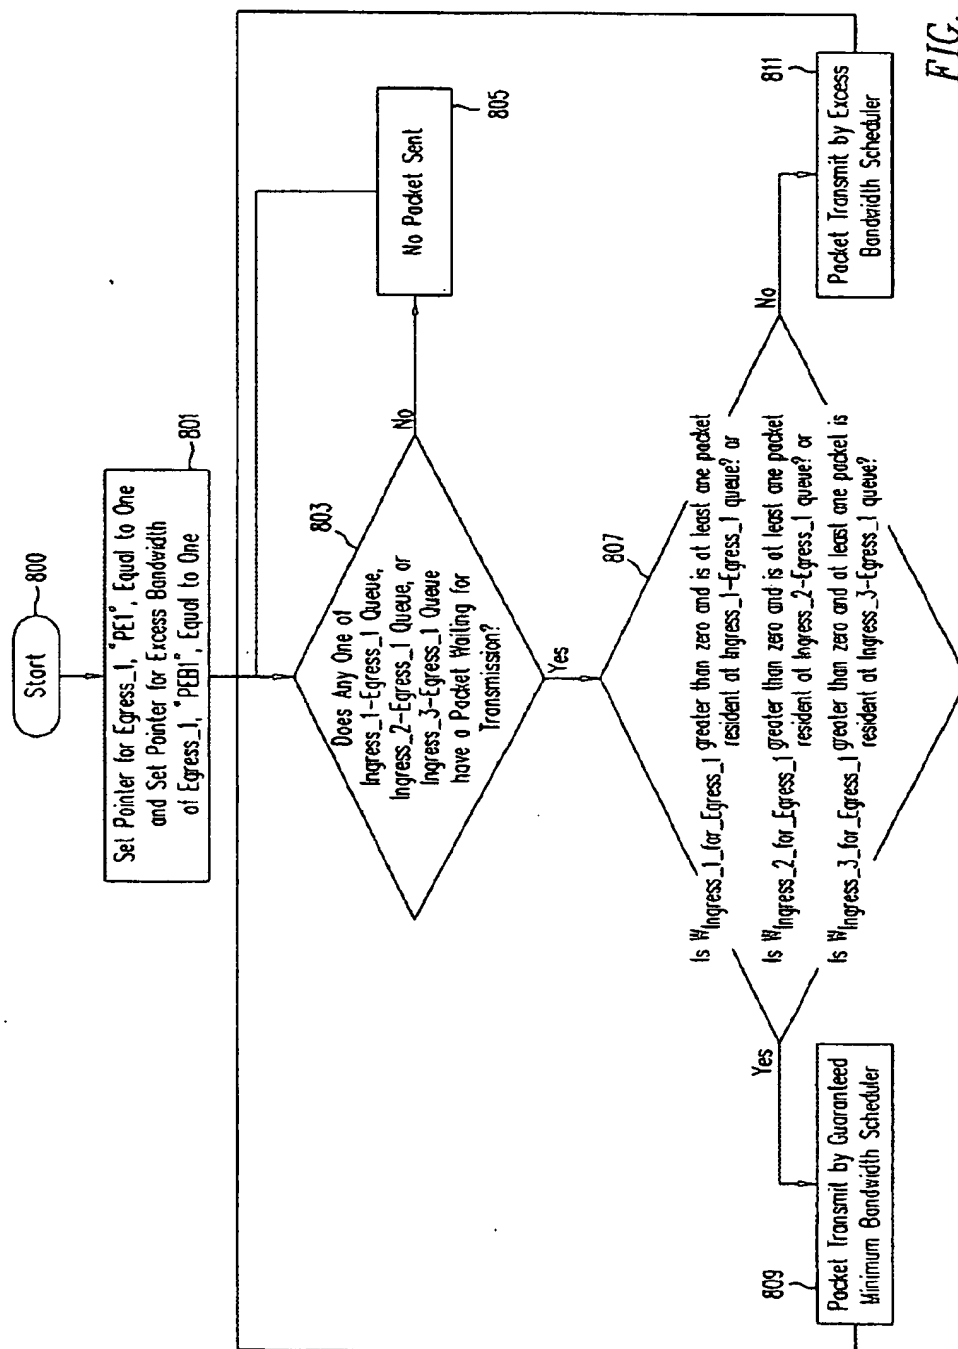 Start
800
Set Pointer for Egress_1, "PE1", Equal to One
and Set Pointer for Excess Bandwidth
of Egress_1, "PEB1", Equal to One
801
803
Does Any One of
Ingress_1-Egress_1 Queue,
Ingress_2-Egress_1 Queue, or
Ingress_3-Egress_1 Queue
have a Packet Waiting for
Transmission?
No
No Packet Sent
805
Yes
807
Is WIngress_1_for_Egress_1 greater than zero and is at least one packet
resident at Ingress_1-Egress_1 queue? or
Is WIngress_2_for_Egress_1 greater than zero and is at least one packet
resident at Ingress_2-Egress_1 queue? or
Is WIngress_3_for_Egress_1 greater than zero and at least one packet is
resident at Ingress_3-Egress_1 queue?
Yes
Packet Transmit by Guaranteed
Minimum Bandwidth Scheduler
809
No
Packet Transmit by Excess
Bandwidth Scheduler
811
FIG.